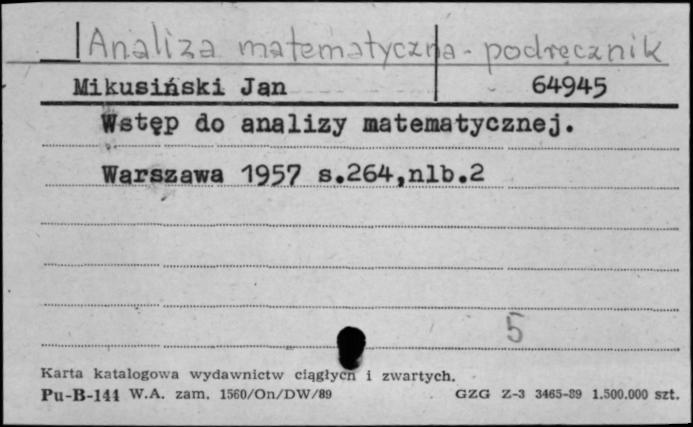 Analiza matematyczna - podręcznik
Mikusiński Jan 64945
Wstęp do analizy matematycznej.
Warszawa 1957 s.264,nlb.2
5
Karta katalogowa wydawnictw ciągłych i zwartych.
Pu-B-144 W.A. zam. 1560/On/DW/89 GZG Z-3 3465-89 1.500.000 szt.